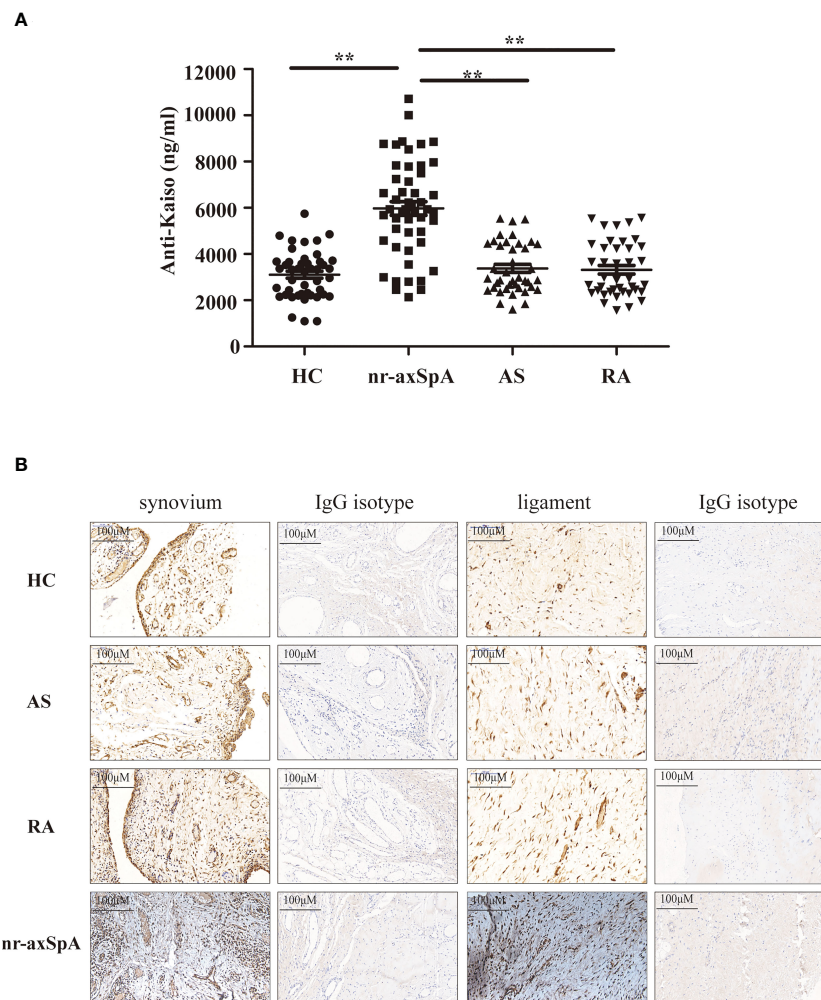 A
** ** **
Anti-Kaiso (ng/ml)
12000
10000
8000
6000
4000
2000
0
HC nr-axSpA AS RA
B
synovium IgG isotype ligament IgG isotype
HC 100μM 100μM 100μM 100μM
AS 100μM 100μM 100μM 100μM
RA 100μM 100μM 100μM 100μM
nr-axSpA 100μM 100μM 100μM 100μM